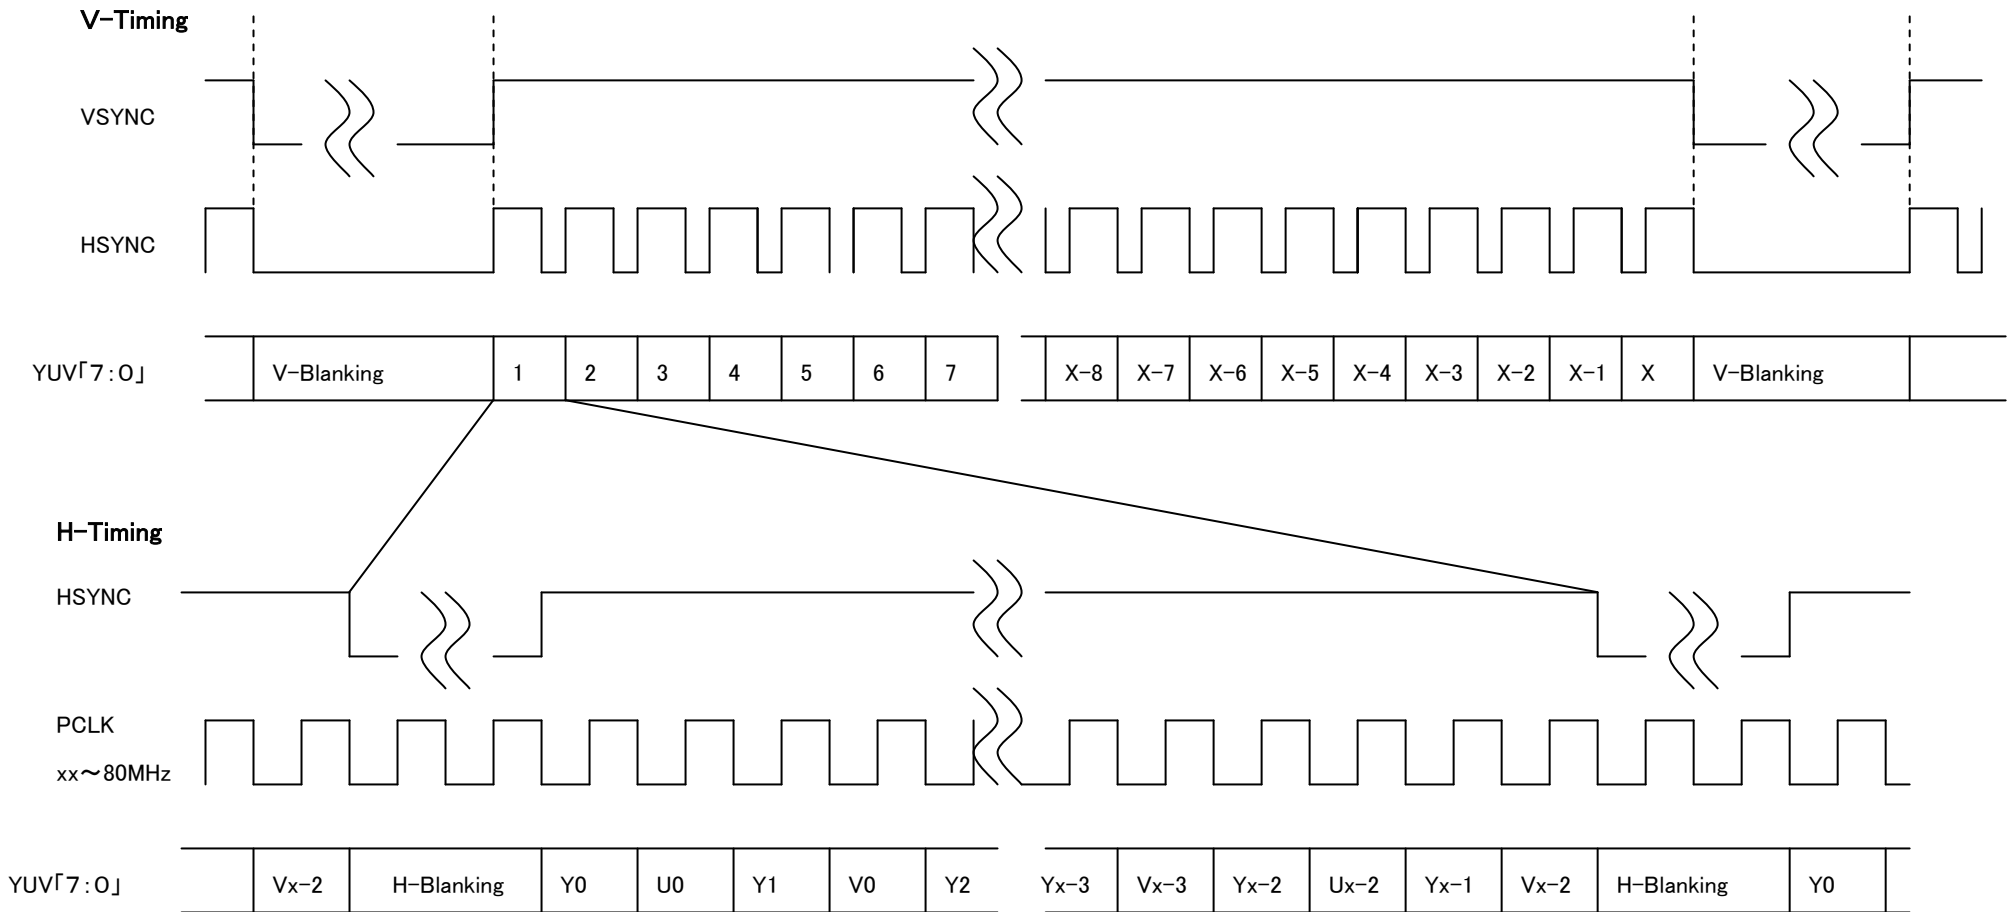 V-Timing
VSYNC
HSYNC
YUV「7:0」 V-Blanking 1 2 3 4 5 6 7 X-8 X-7 X-6 X-5 X-4 X-3 X-2 X-1 X V-Blanking
H-Timing
HSYNC
PCLK
xx～80MHz
YUV「7:0」 Vx-2 H-Blanking Y0 U0 Y1 V0 Y2 Yx-3 Vx-3 Yx-2 Ux-2 Yx-1 Vx-2 H-Blanking Y0